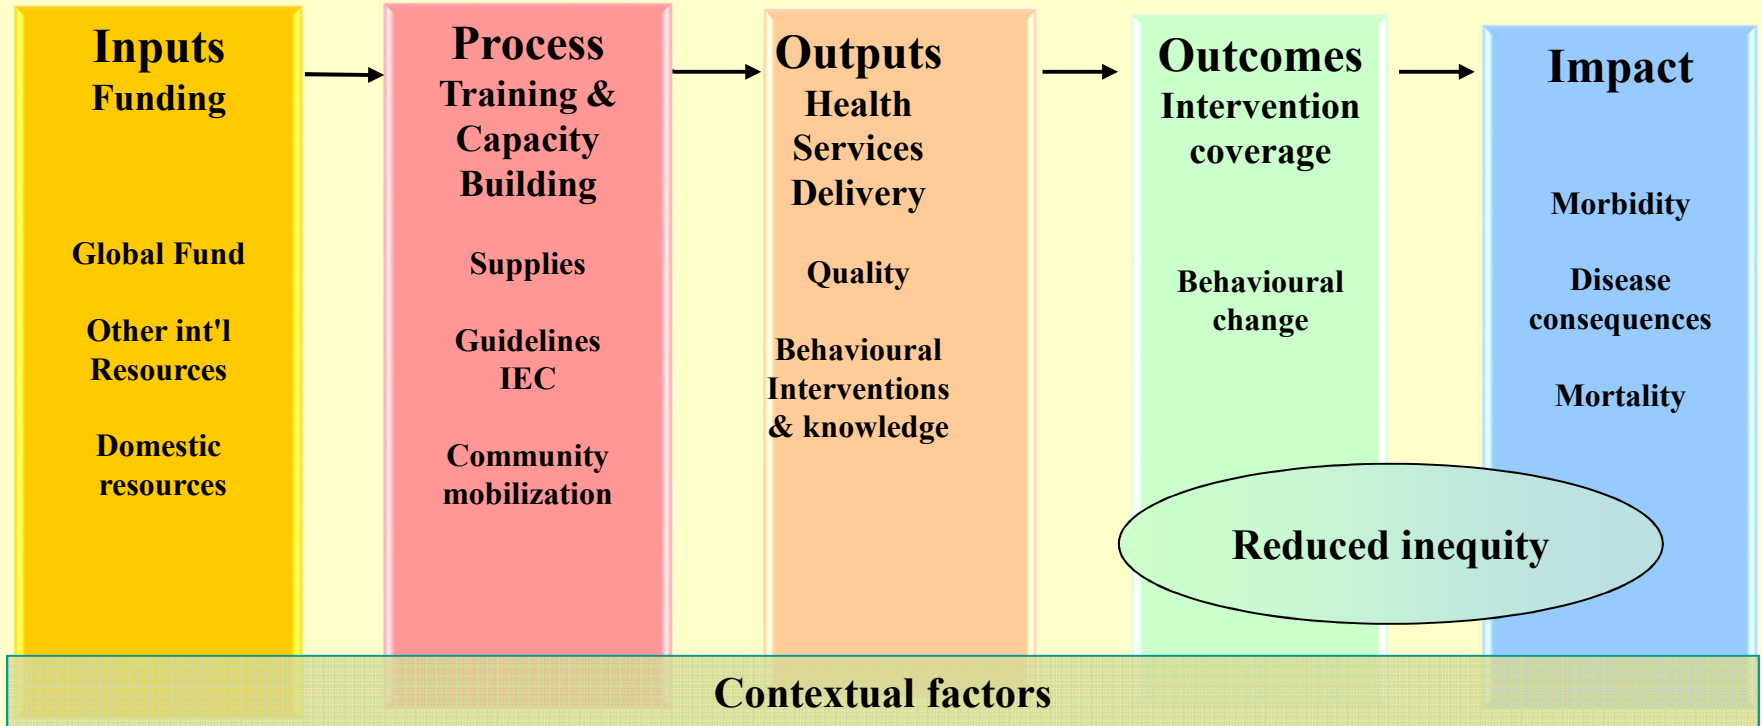 Inputs
Funding
Global Fund
Other int'l
Resources
Domestic
resources
Process
Training &
Capacity
Building
Supplies
Guidelines
IEC
Community
mobilization
Outputs
Health
Services
Delivery
Quality
Behavioural
Interventions
& knowledge
Outcomes
Intervention
coverage
Behavioural
change
Impact
Morbidity
Disease
consequences
Mortality
Reduced inequity
Contextual factors